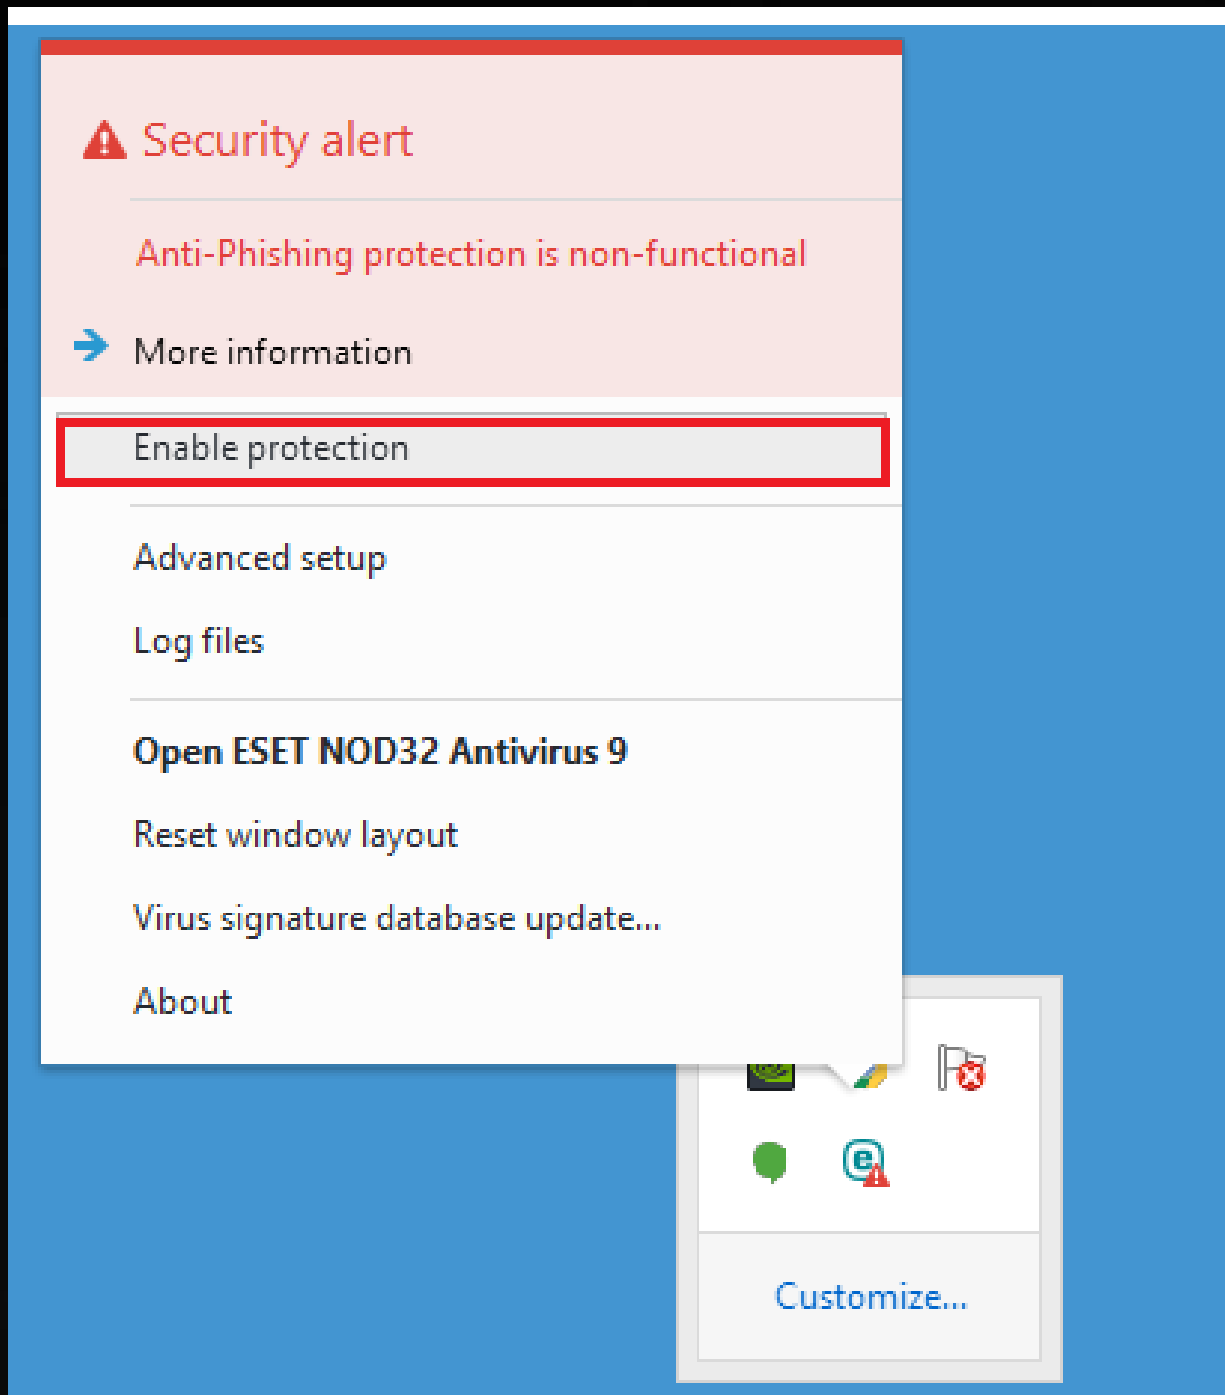 Security alert
Anti-Phishing protection is non-functional
More information
Enable protection
Advanced setup
Log files
Open ESET NOD32 Antivirus 9
Reset window layout
Virus signature database update...
About
e
Customize...